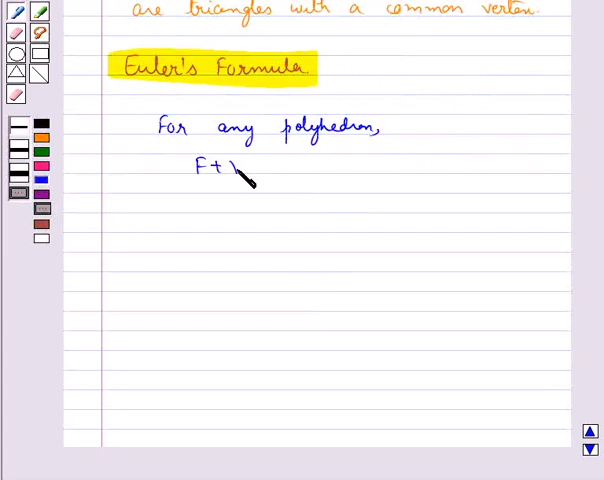 are triangles with a common vertex.
Euler's Formula.
For any polyhedron,
F + \